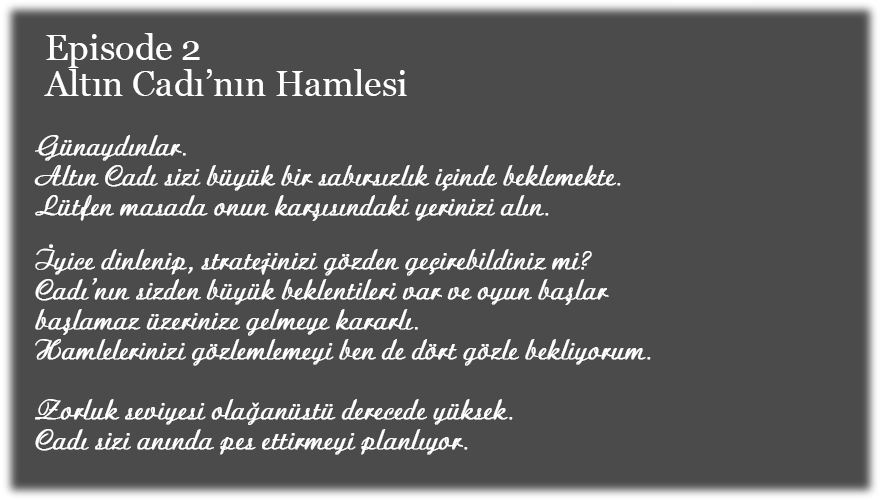 Episode 2
Altın Cadı’nın Hamlesi
Günaydınlar.
Altın Cadı sizi büyük bir sabırsızlık içinde beklemekte.
Lütfen masada onun karşısındaki yerinizi alın.
İyice dinlenip, stratejinizi gözden geçirebildiniz mi?
Cadı’nın sizden büyük beklentileri var ve oyun başlar
başlamaz üzerinize gelmeye kararlı.
Hamlelerinizi gözlemlemeyi ben de dört gözle bekliyorum.
Zorluk seviyesi olağanüstü derecede yüksek.
Cadı sizi anında pes ettirmeyi planlıyor.